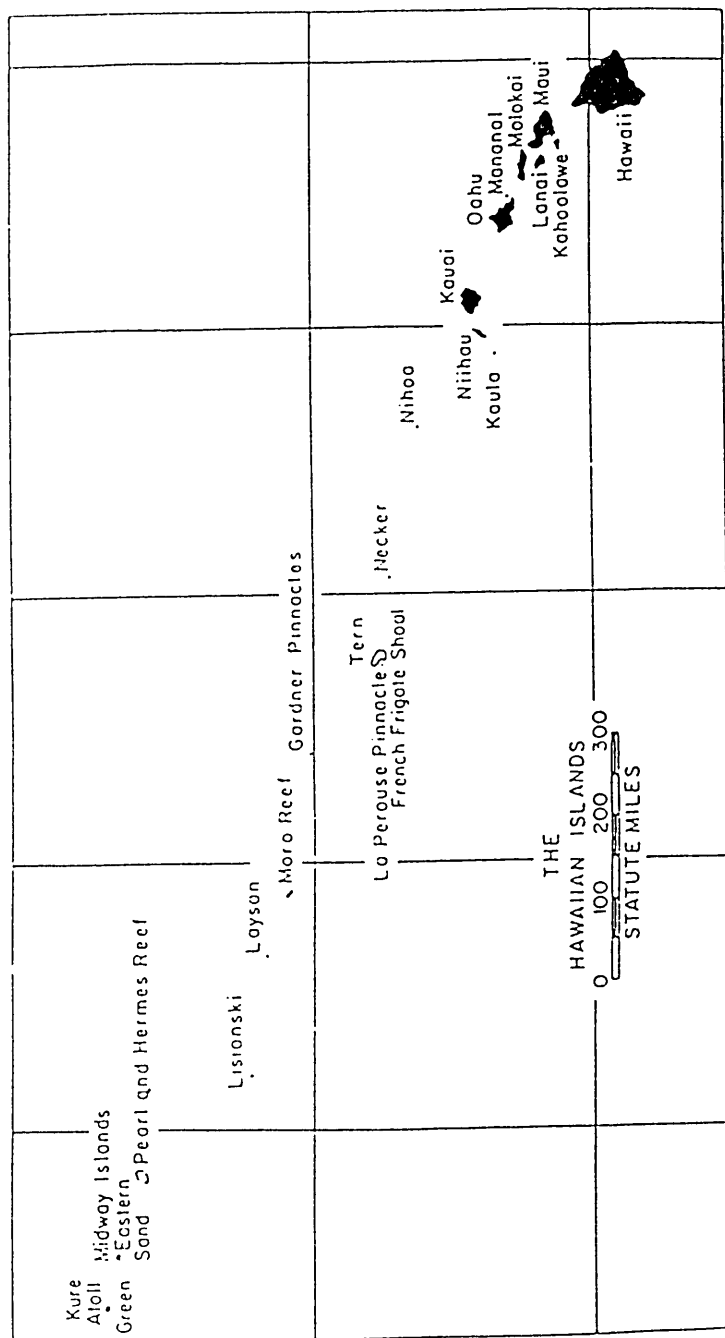 Kure
Atoll
Green
Midway Islands
Eastern
Sand
Pearl and Hermes Reef
Lisianski
Laysan
Maro Reef
Gardner Pinnacles
Tern
La Perouse Pinnacle
French Frigate Shoal
Necker
Nihoa
Kauai
Niihau
Kaula
Oahu
Mananal
Molokai
Maui
Lanai
Kahoolawe
Hawaii
THE
HAWAIIAN ISLANDS
0 100 200 300
STATUTE MILES